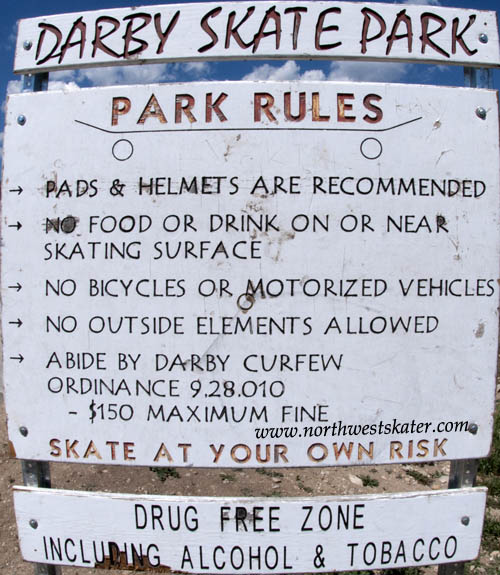 DARBY SKATE PARK
PARK RULES
→ PADS & HELMETS ARE RECOMMENDED
→ NO FOOD OR DRINK ON OR NEAR
SKATING SURFACE
→ NO BICYCLES OR MOTORIZED VEHICLES
→ NO OUTSIDE ELEMENTS ALLOWED
→ ABIDE BY DARBY CURFEW
ORDINANCE 9.28.010
- $150 MAXIMUM FINE
www.northwestskater.com
SKATE AT YOUR OWN RISK
DRUG FREE ZONE
INCLUDING ALCOHOL & TOBACCO